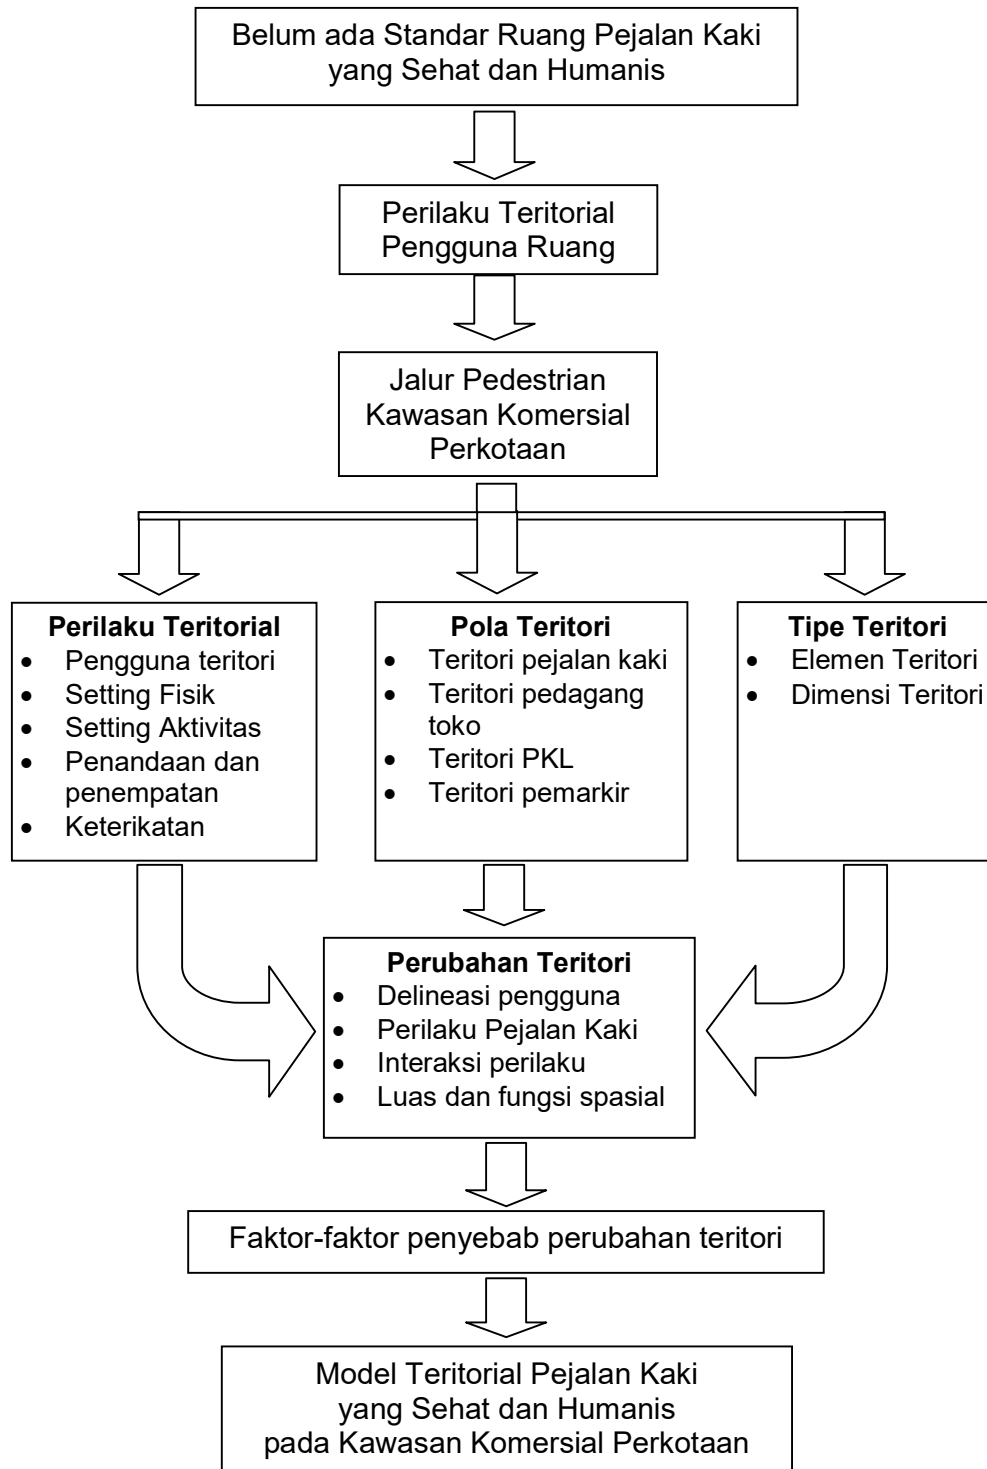 Belum ada Standar Ruang Pejalan Kaki
yang Sehat dan Humanis
Perilaku Teritorial
Pengguna Ruang
Jalur Pedestrian
Kawasan Komersial
Perkotaan
Perilaku Teritorial
• Pengguna teritori
• Setting Fisik
• Setting Aktivitas
• Penandaan dan
penempatan
• Keterikatan
Pola Teritori
• Teritori pejalan kaki
• Teritori pedagang
toko
• Teritori PKL
• Teritori pemarkir
Tipe Teritori
• Elemen Teritori
• Dimensi Teritori
Perubahan Teritori
• Delineasi pengguna
• Perilaku Pejalan Kaki
• Interaksi perilaku
• Luas dan fungsi spasial
Faktor-faktor penyebab perubahan teritori
Model Teritorial Pejalan Kaki
yang Sehat dan Humanis
pada Kawasan Komersial Perkotaan